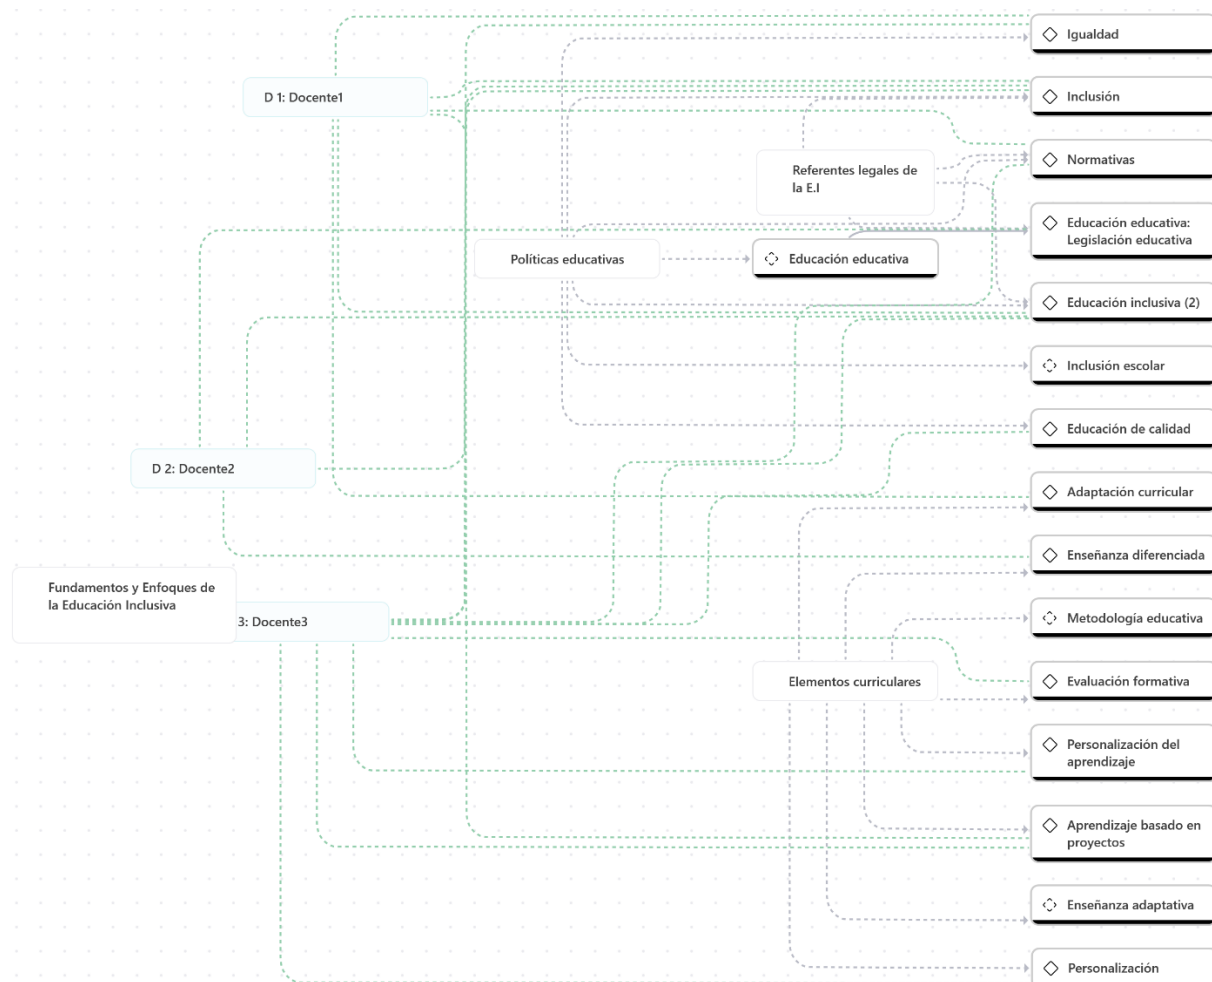 Igualdad
D 1: Docente1
Inclusión
Normativas
Referentes legales de
la E.I
Educación educativa:
Legislación educativa
Políticas educativas
Educación educativa
Educación inclusiva (2)
Inclusión escolar
Educación de calidad
D 2: Docente2
Adaptación curricular
Enseñanza diferenciada
Fundamentos y Enfoques de
la Educación Inclusiva
3: Docente3
Metodología educativa
Elementos curriculares
Evaluación formativa
Personalización del
aprendizaje
Aprendizaje basado en
proyectos
Enseñanza adaptativa
Personalización